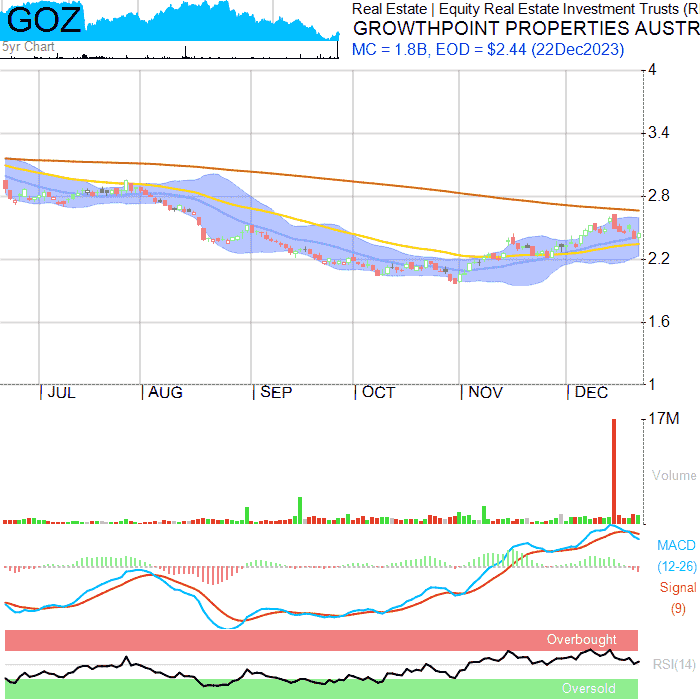 GOZ
5yr Chart
Real Estate | Equity Real Estate Investment Trusts (R
GROWTHPOINT PROPERTIES AUSTR
MC = 1.8B, EOD = $2.44 (22Dec2023)
4
3.4
2.8
2.2
1.6
1
JUL AUG SEP OCT NOV DEC
17M
Volume
MACD
(12-26)
Signal
(9)
Overbought
RSI(14)
Oversold